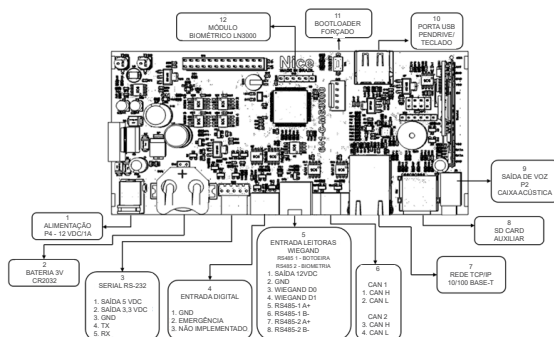 12
MÓDULO
BIOMÉTRICO LN3000
11
BOOTLOADER
FORÇADO
10
PORTA USB
PENDRIVE/
TECLADO
Nice
9
SAÍDA DE VOZ
P2
CAIXA ACÚSTICA
1
ALIMENTAÇÃO
P4 - 12 VDC/1A
2
BATERIA 3V
CR2032
3
SERIAL RS-232
1. SAÍDA 5 VDC
2. SAÍDA 3,3 VDC
3. GND
4. TX
5. RX
4
ENTRADA DIGITAL
1. GND
2. EMERGÊNCIA
3. NÃO IMPLEMENTADO
5
ENTRADA LEITORAS
WIEGAND
RS485 1 - BOTOEIRA
RS485 2 - BIOMETRIA
1. SAÍDA 12VDC
2. GND
3. WIEGAND D0
4. WIEGAND D1
5. RS485-1 A+
6. RS485-1 B-
7. RS485-2 A+
8. RS485-2 B-
6
CAN 1
1. CAN H
2. CAN L
CAN 2
3. CAN H
4. CAN L
7
REDE TCP/IP
10/100 BASE-T
8
SD CARD
AUXILIAR